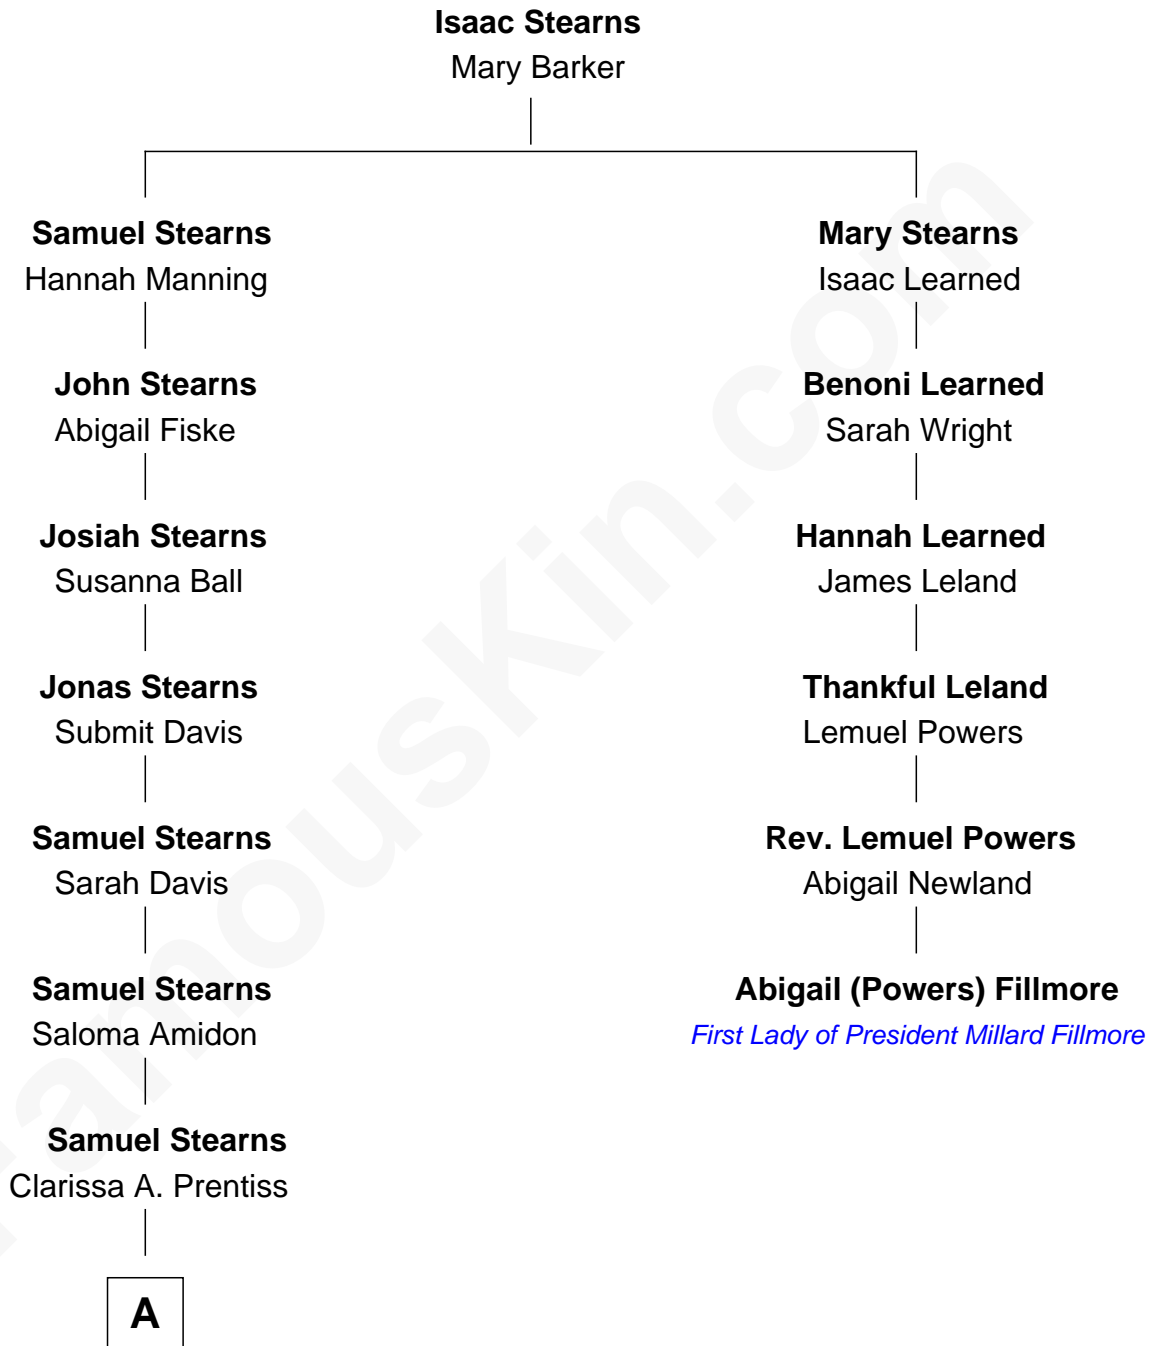 Isaac Stearns
Mary Barker
Samuel Stearns
Hannah Manning
John Stearns
Abigail Fiske
Josiah Stearns
Susanna Ball
Jonas Stearns
Submit Davis
Samuel Stearns
Sarah Davis
Samuel Stearns
Saloma Amidon
Samuel Stearns
Clarissa A. Prentiss
A
Mary Stearns
Isaac Learned
Benoni Learned
Sarah Wright
Hannah Learned
James Leland
Thankful Leland
Lemuel Powers
Rev. Lemuel Powers
Abigail Newland
Abigail (Powers) Fillmore
First Lady of President Millard Fillmore
FamousKin.com